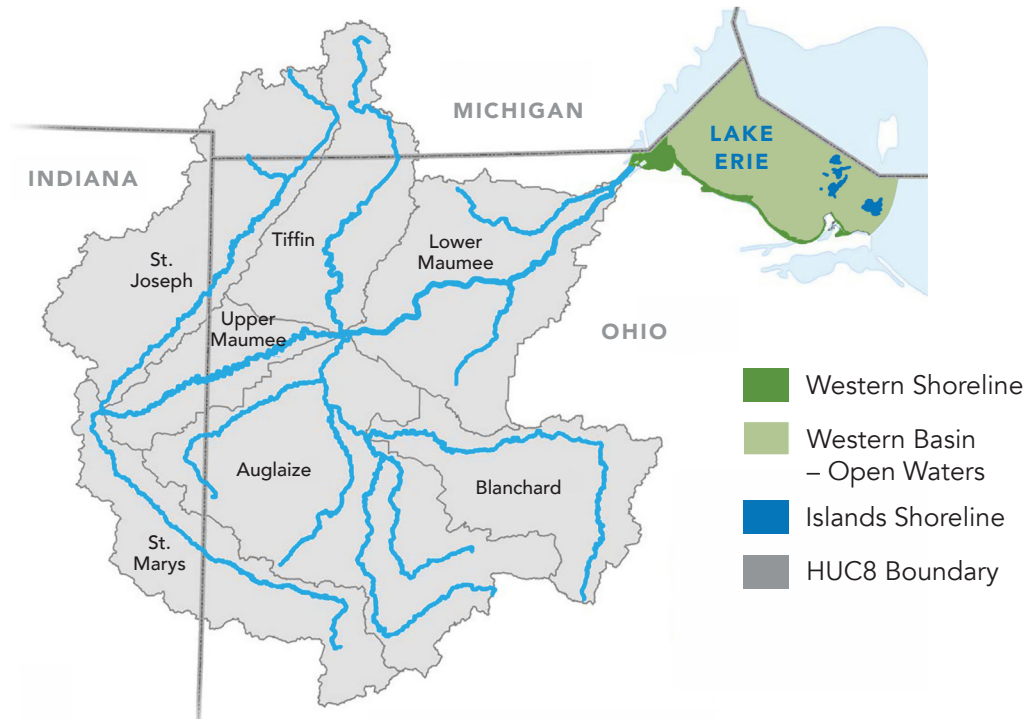 MICHIGAN
LAKE
ERIE
INDIANA
Tiffin
Lower
Maumee
St.
Joseph
Upper
Maumee
OHIO
Western Shoreline
Western Basin
– Open Waters
Auglaize
Blanchard
Islands Shoreline
St.
Marys
HUC8 Boundary